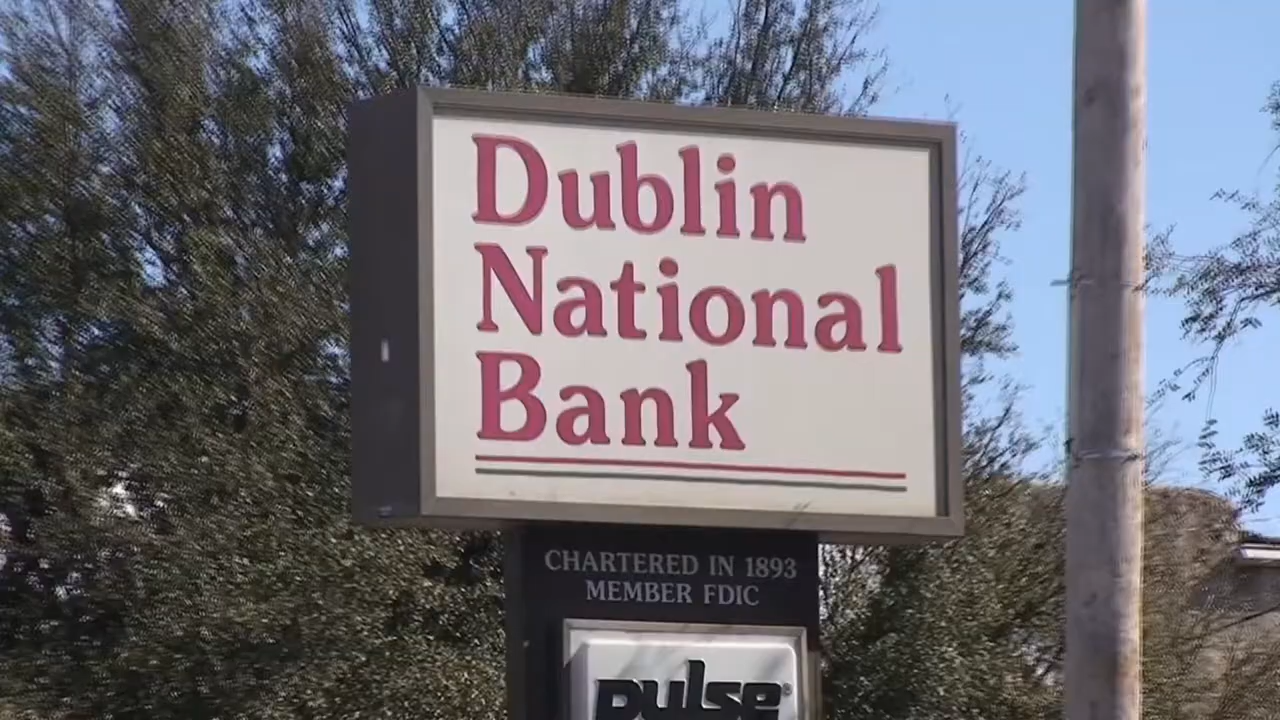 Dublin
National
Bank
CHARTERED IN 1893
MEMBER FDIC
pulse®